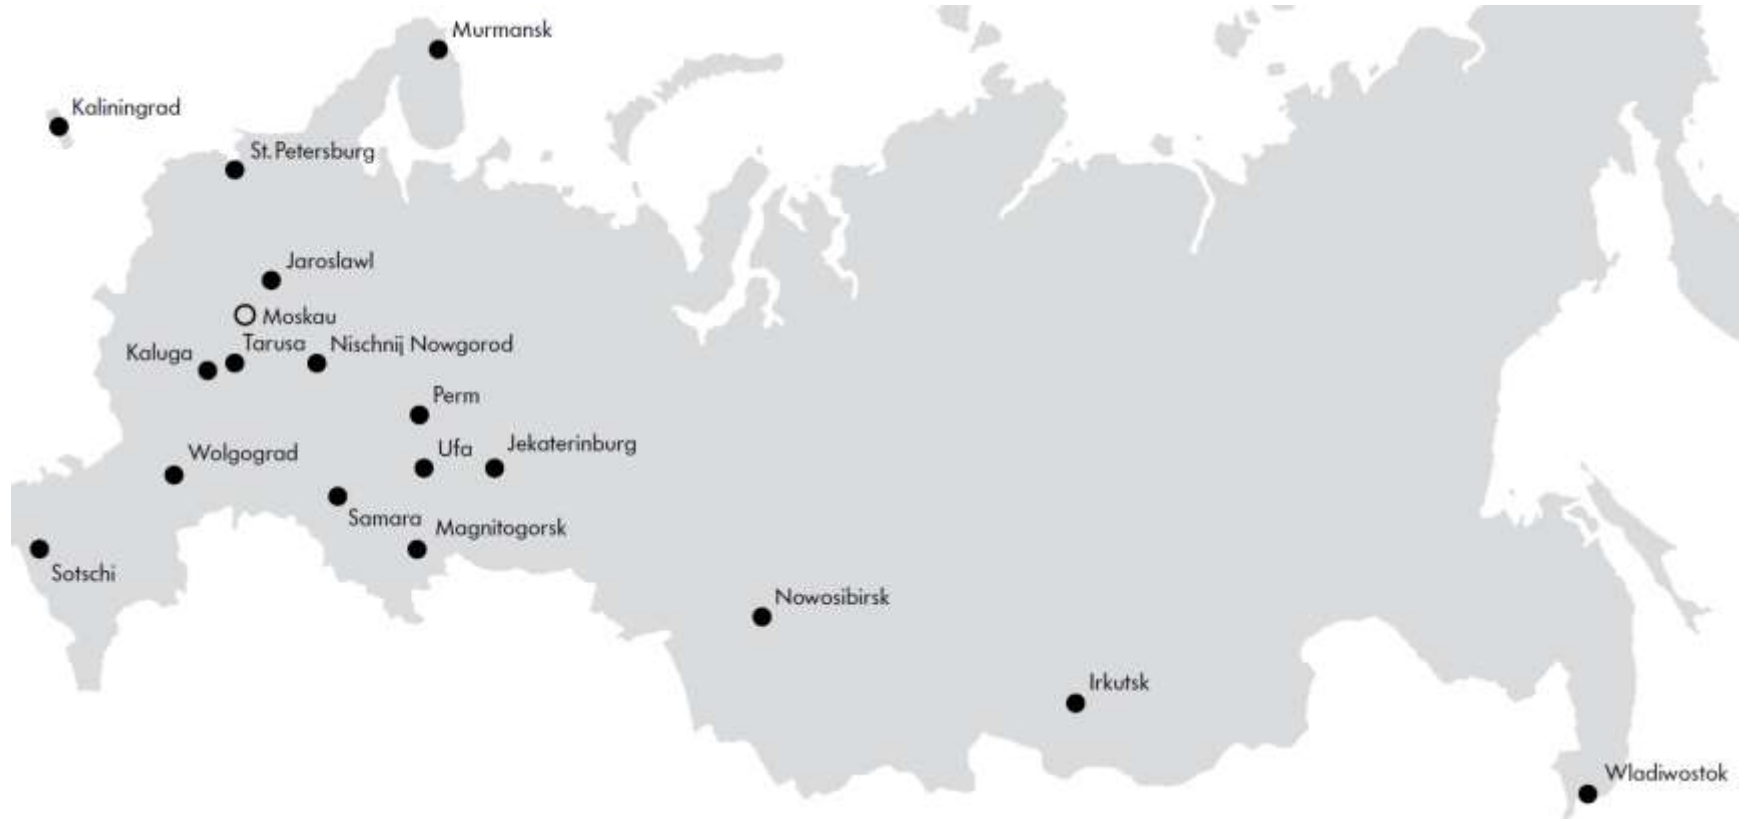 Murmansk
Kaliningrad
St. Petersburg
Jaroslawl
Moskau
Tarusa
Nischnij Nowgorod
Kaluga
Perm
Jekaterinburg
Ufa
Wolgograd
Samara
Magnitogorsk
Sotschi
Nowosibirsk
Irkutsk
Wladiwostok